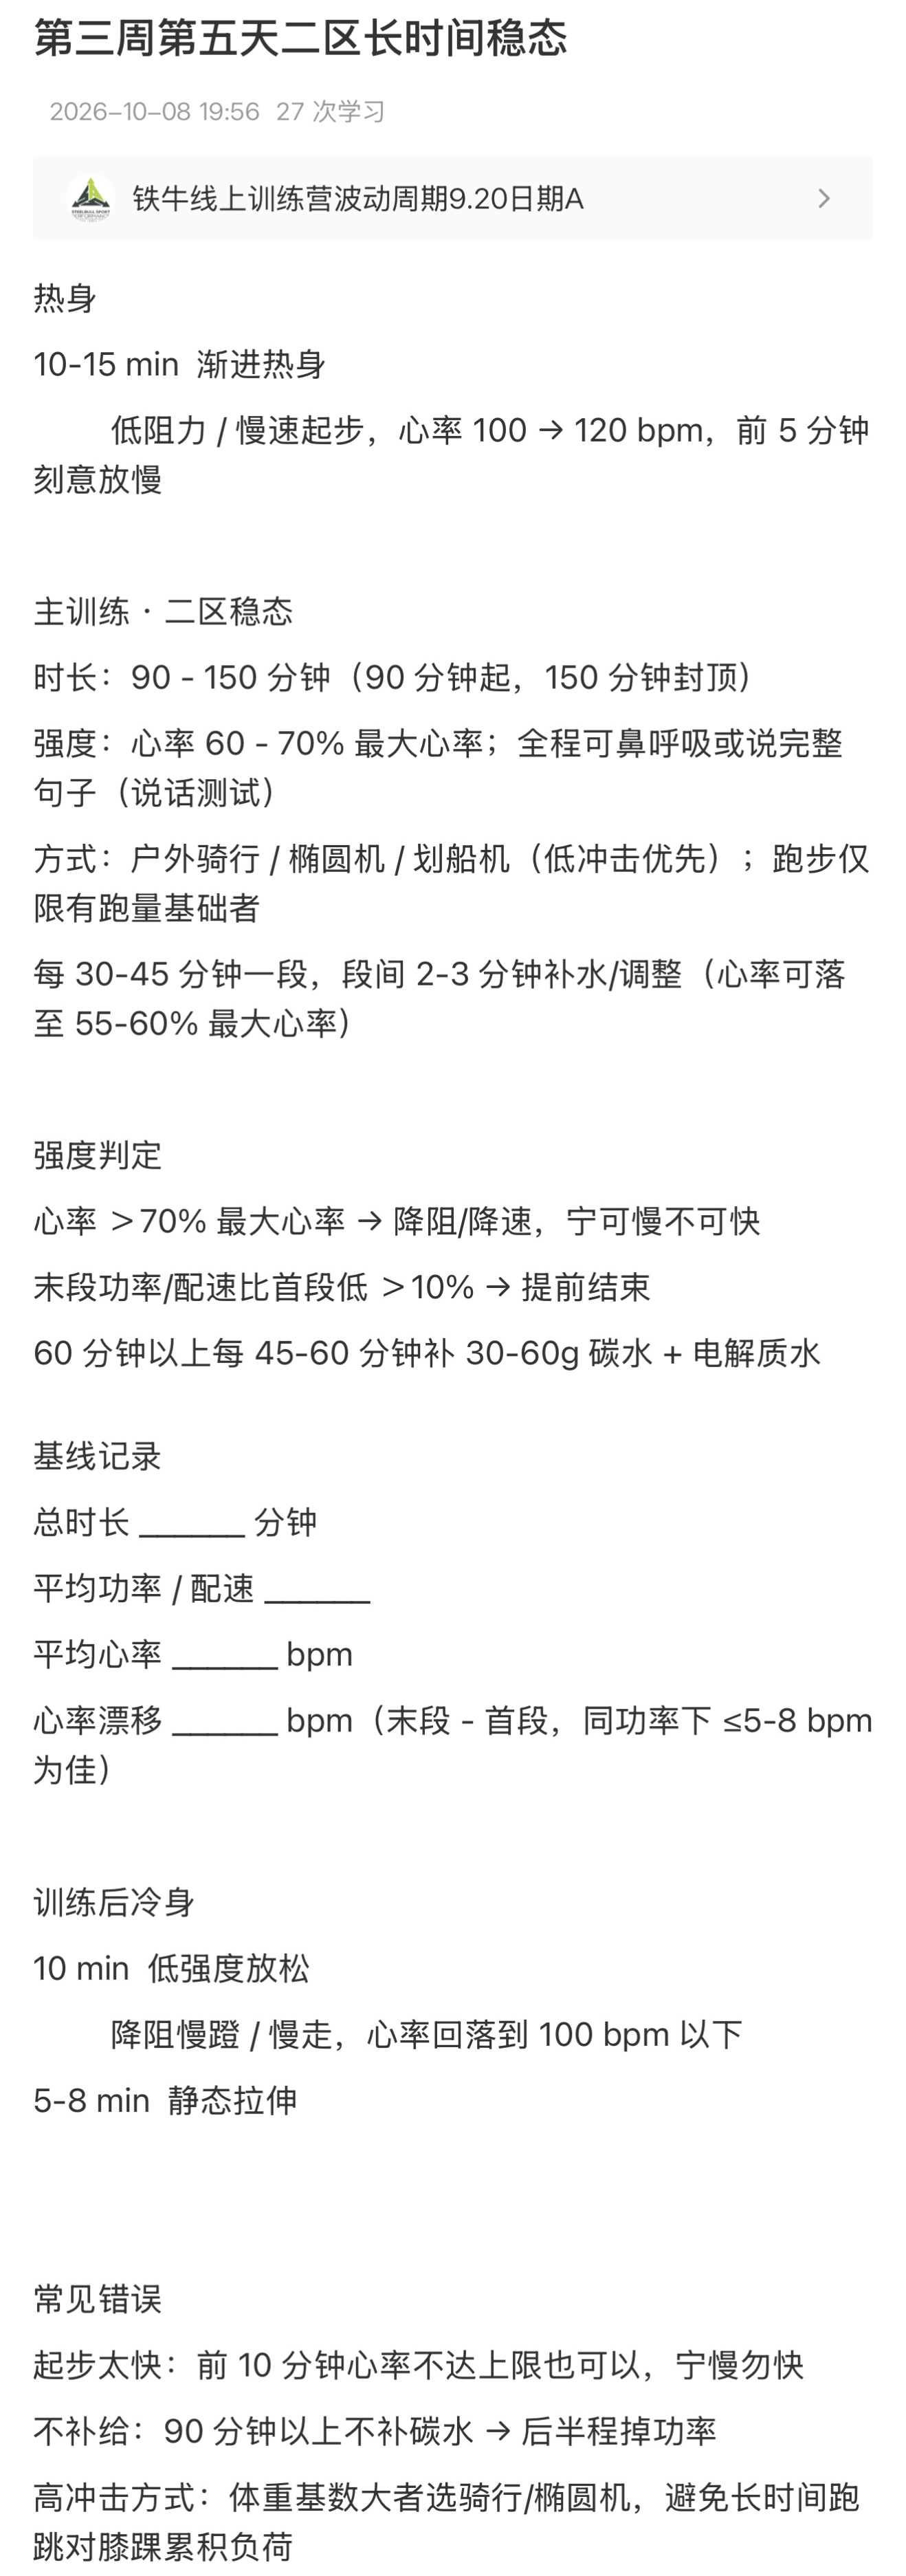 第三周第五天二区长时间稳态
2026-10-08 19:56 27 次学习
铁牛线上训练营波动周期9.20日期A
热身
10-15 min 渐进热身
低阻力 / 慢速起步，心率 100 → 120 bpm，前 5 分钟
刻意放慢
主训练 · 二区稳态
时长：90 - 150 分钟（90 分钟起，150 分钟封顶）
强度：心率 60 - 70% 最大心率；全程可鼻呼吸或说完整
句子（说话测试）
方式：户外骑行 / 椭圆机 / 划船机（低冲击优先）；跑步仅
限有跑量基础者
每 30-45 分钟一段，段间 2-3 分钟补水/调整（心率可落
至 55-60% 最大心率）
强度判定
心率 ＞70% 最大心率 → 降阻/降速，宁可慢不可快
末段功率/配速比首段低 ＞10% → 提前结束
60 分钟以上每 45-60 分钟补 30-60g 碳水 + 电解质水
基线记录
总时长 ______ 分钟
平均功率 / 配速 ______
平均心率 ______ bpm
心率漂移 ______ bpm（末段 - 首段，同功率下 ≤5-8 bpm
为佳）
训练后冷身
10 min 低强度放松
降阻慢蹬 / 慢走，心率回落到 100 bpm 以下
5-8 min 静态拉伸
常见错误
起步太快：前 10 分钟心率不达上限也可以，宁慢勿快
不补给：90 分钟以上不补碳水 → 后半程掉功率
高冲击方式：体重基数大者选骑行/椭圆机，避免长时间跑
跳对膝踝累积负荷